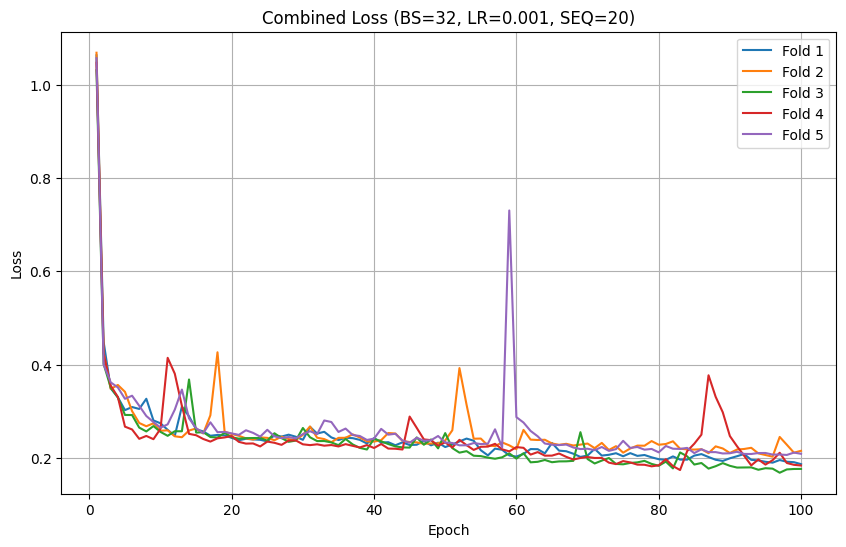 Combined Loss (BS=32, LR=0.001, SEQ=20)
Fold 1
Fold 2
Fold 3
Fold 4
Fold 5
1.0
0.8
0.6
0.4
0.2
Loss
0 20 40 60 80 100
Epoch